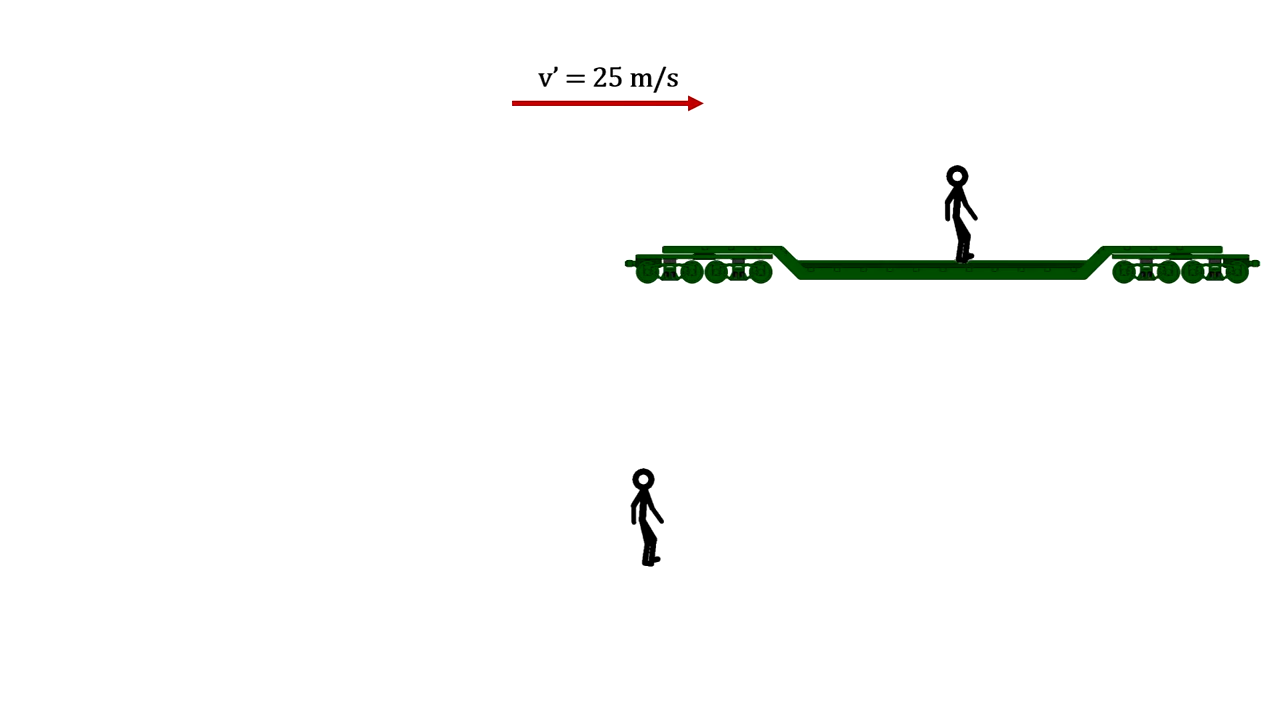 v’ = 25 m/s